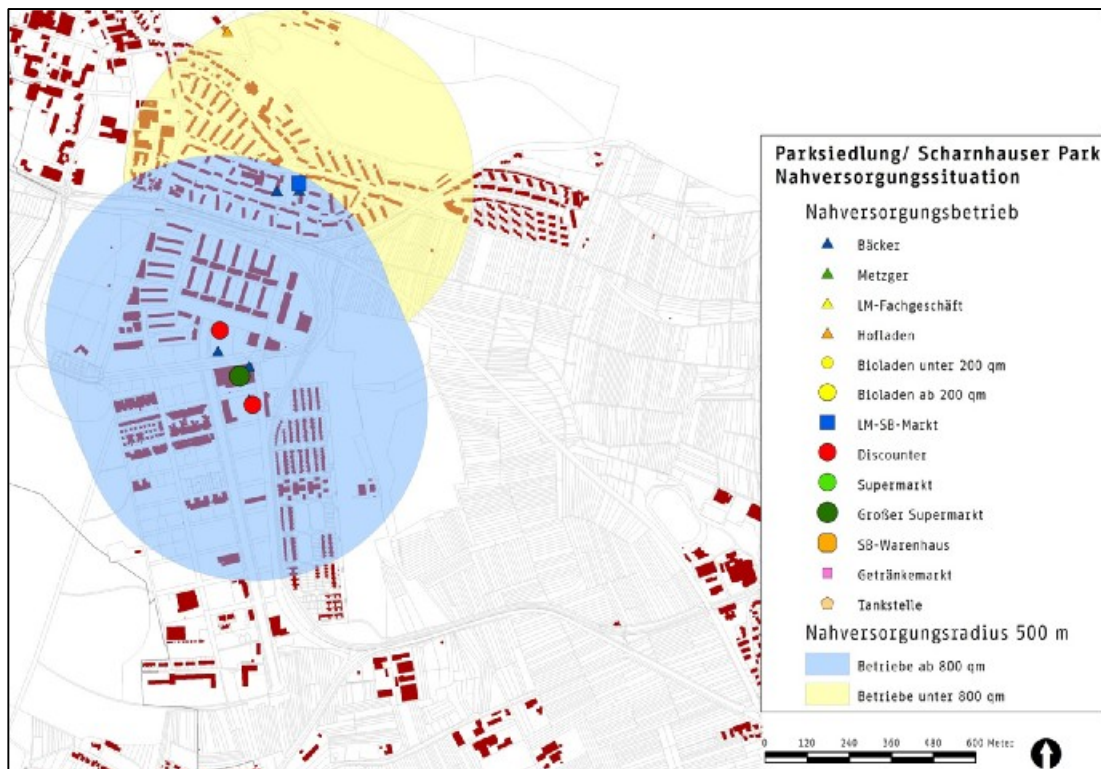 Parksiedlung/ Scharnhauser Park
Nahversorgungssituation
Nahversorgungsbetrieb
Bäcker
Metzger
LM-Fachgeschäft
Hofladen
Bioladen unter 200 qm
Bioladen ab 200 qm
LM-SB-Markt
Discounter
Supermarkt
Großer Supermarkt
SB-Warenhaus
Getränkemarkt
Tankstelle
Nahversorgungsradius 500 m
Betriebe ab 800 qm
Betriebe unter 800 qm
0 120 240 360 480 600 Meter